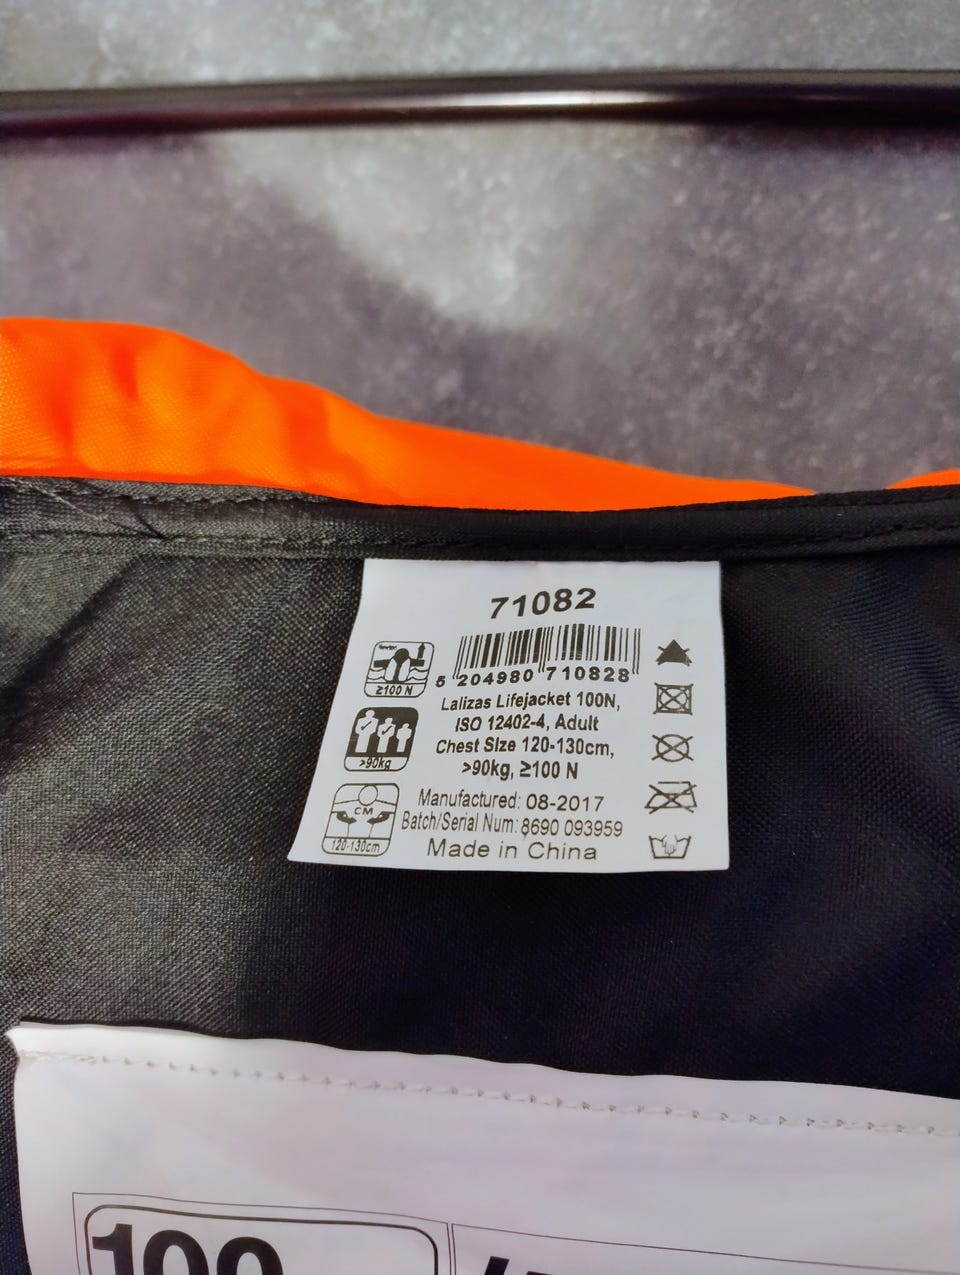 71082
5 204980 710828
Newton
≥100 N
Lalizas Lifejacket 100N,
ISO 12402-4, Adult
Chest Size 120-130cm,
>90kg, ≥100 N
>90kg
Manufactured: 08-2017
Batch/Serial Num: 8690 093959
Made in China
CM
120-130cm
100